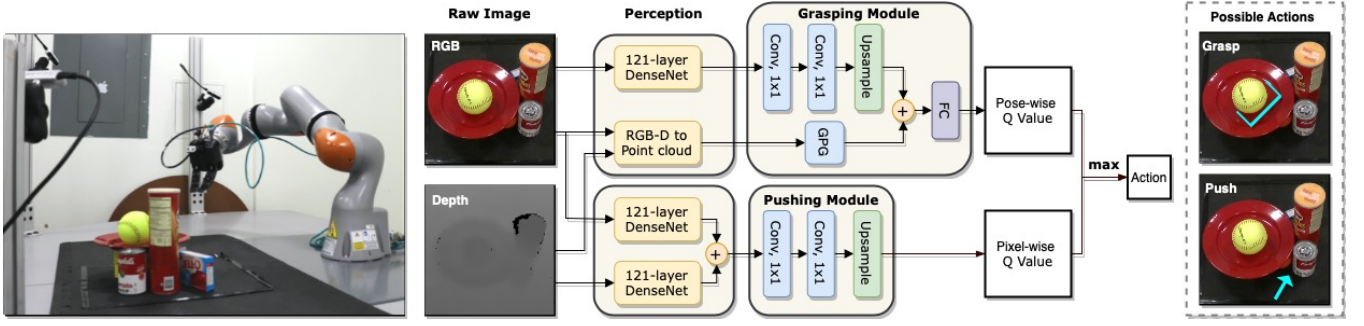 Raw Image
Perception
Grasping Module
Possible Actions
RGB
121-layer
DenseNet
Conv, 1x1
Conv, 1x1
Upsample
FC
Pose-wise
Q Value
Grasp
RGB-D to
Point cloud
GPG
+
max
Action
Depth
121-layer
DenseNet
+
121-layer
DenseNet
Pushing Module
Conv, 1x1
Conv, 1x1
Upsample
Pixel-wise
Q Value
Push